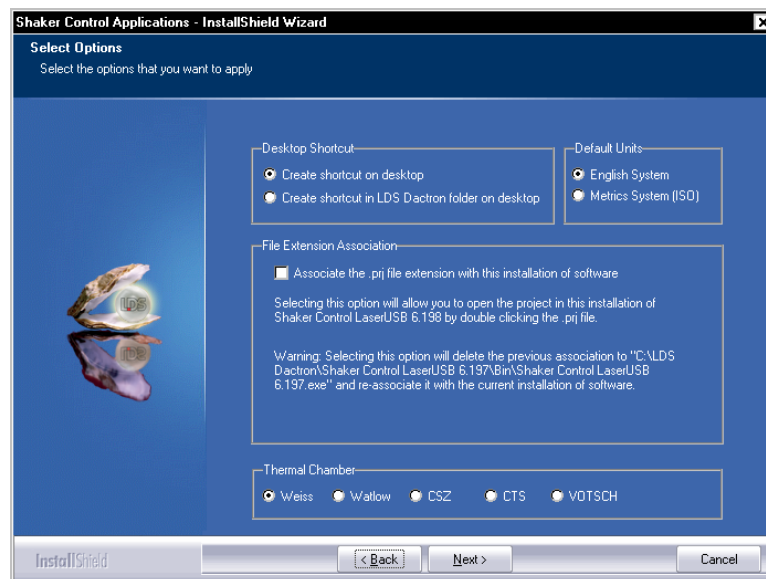 Shaker Control Applications - InstallShield Wizard
Select Options
Select the options that you want to apply
Desktop Shortcut
Create shortcut on desktop
Create shortcut in LDS Dactron folder on desktop
Default Units
English System
Metrics System (ISO)
File Extension Association
Associate the .prj file extension with this installation of software
Selecting this option will allow you to open the project in this installation of
Shaker Control LaserUSB 6.198 by double clicking the .prj file.
Warning: Selecting this option will delete the previous association to "C:\LDS
Dactron\Shaker Control LaserUSB 6.197\Bin\Shaker Control LaserUSB
6.197.exe" and re-associate it with the current installation of software.
LDS
Thermal Chamber
Weiss Watlow CSZ CTS VOTSCH
InstallShield
< Back Next > Cancel